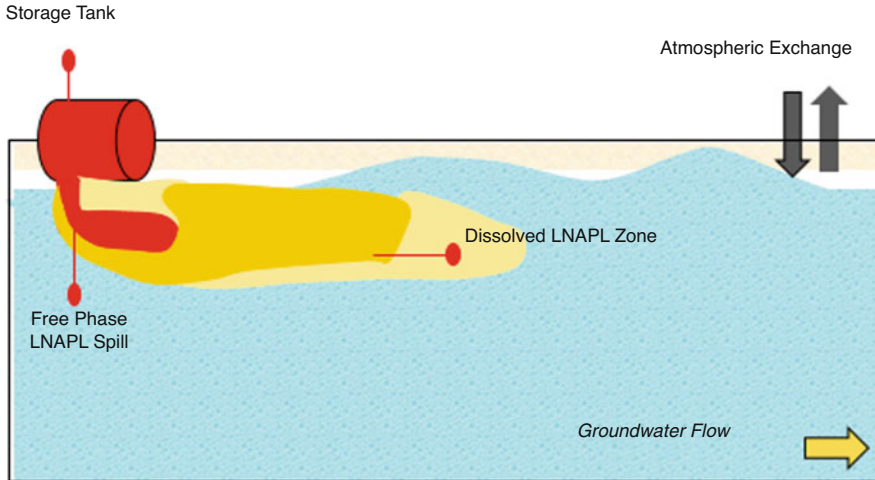 Storage Tank
Atmospheric Exchange
Dissolved LNAPL Zone
Free Phase
LNAPL Spill
Groundwater Flow